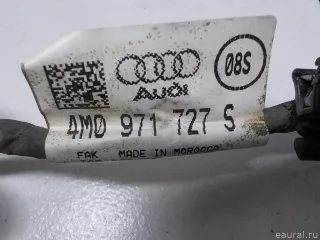 08S
AUDI
4M0 971 727 S
FAK MADE IN MOROCCO
eaural.ru